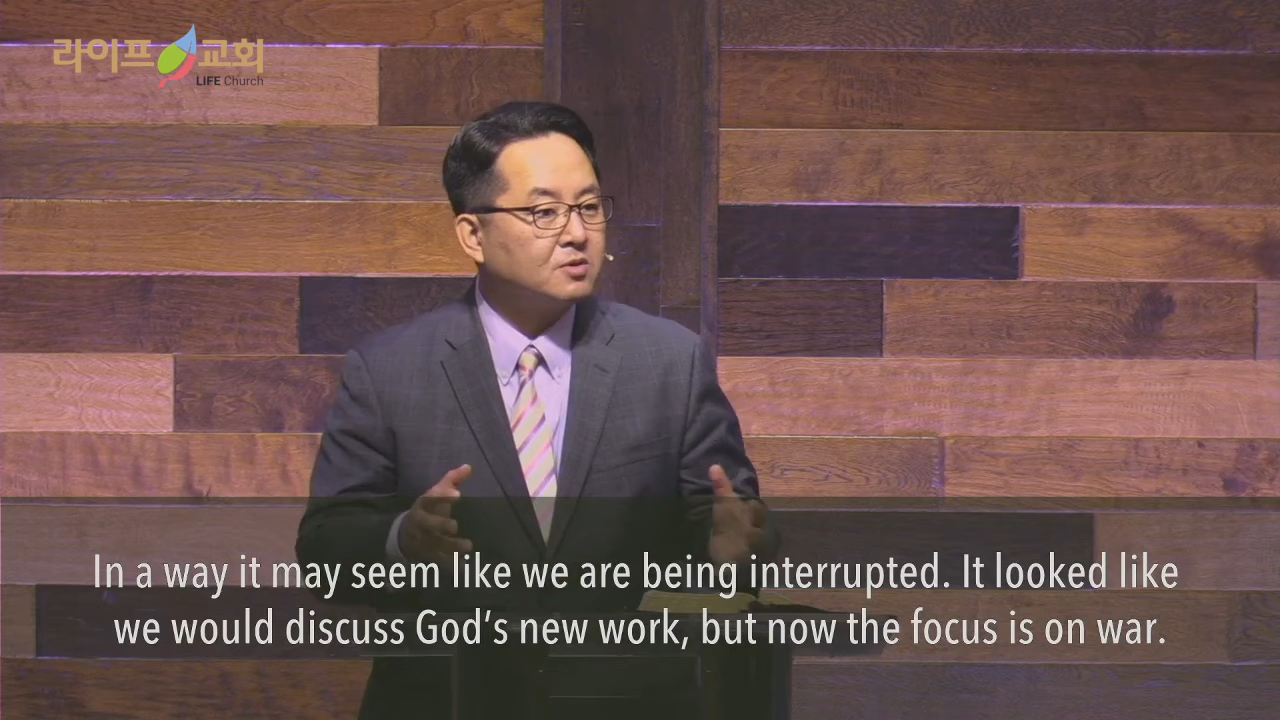 라이프 교회
LIFE Church
In a way it may seem like we are being interrupted. It looked like
we would discuss God's new work, but now the focus is on war.